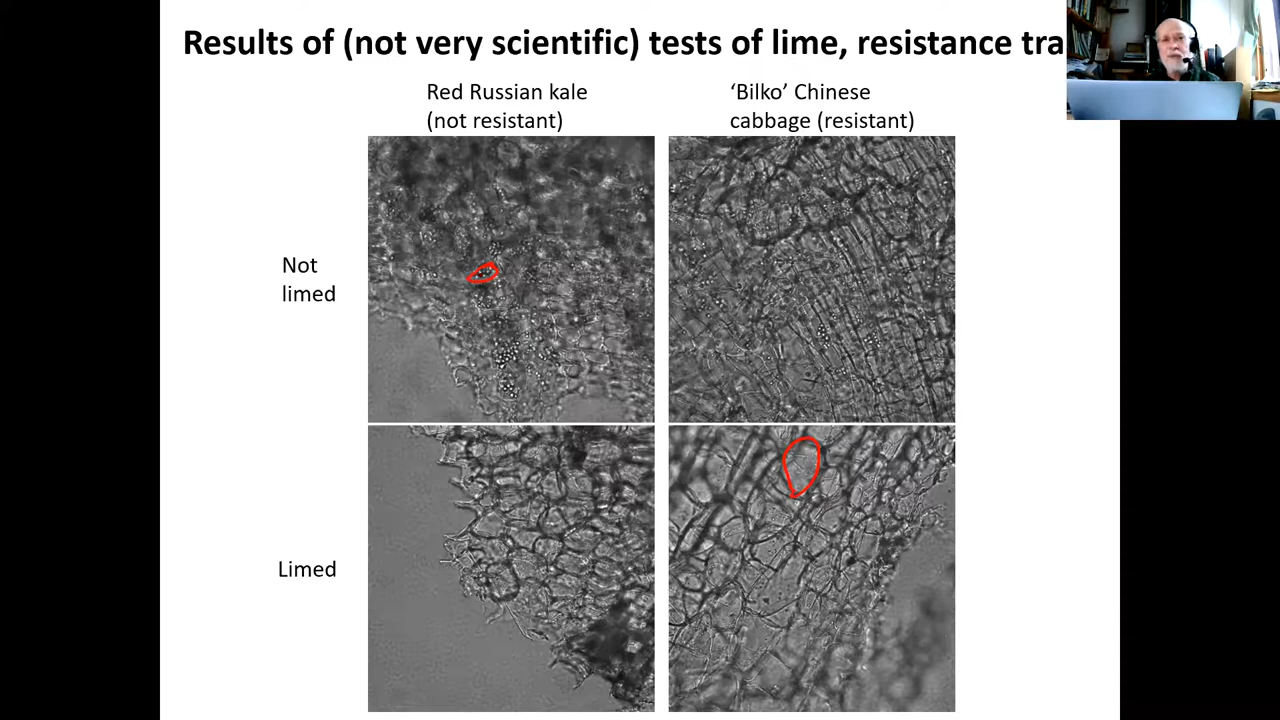 Results of (not very scientific) tests of lime, resistance tra
Red Russian kale
(not resistant)
‘Bilko’ Chinese
cabbage (resistant)
Not
limed
Limed